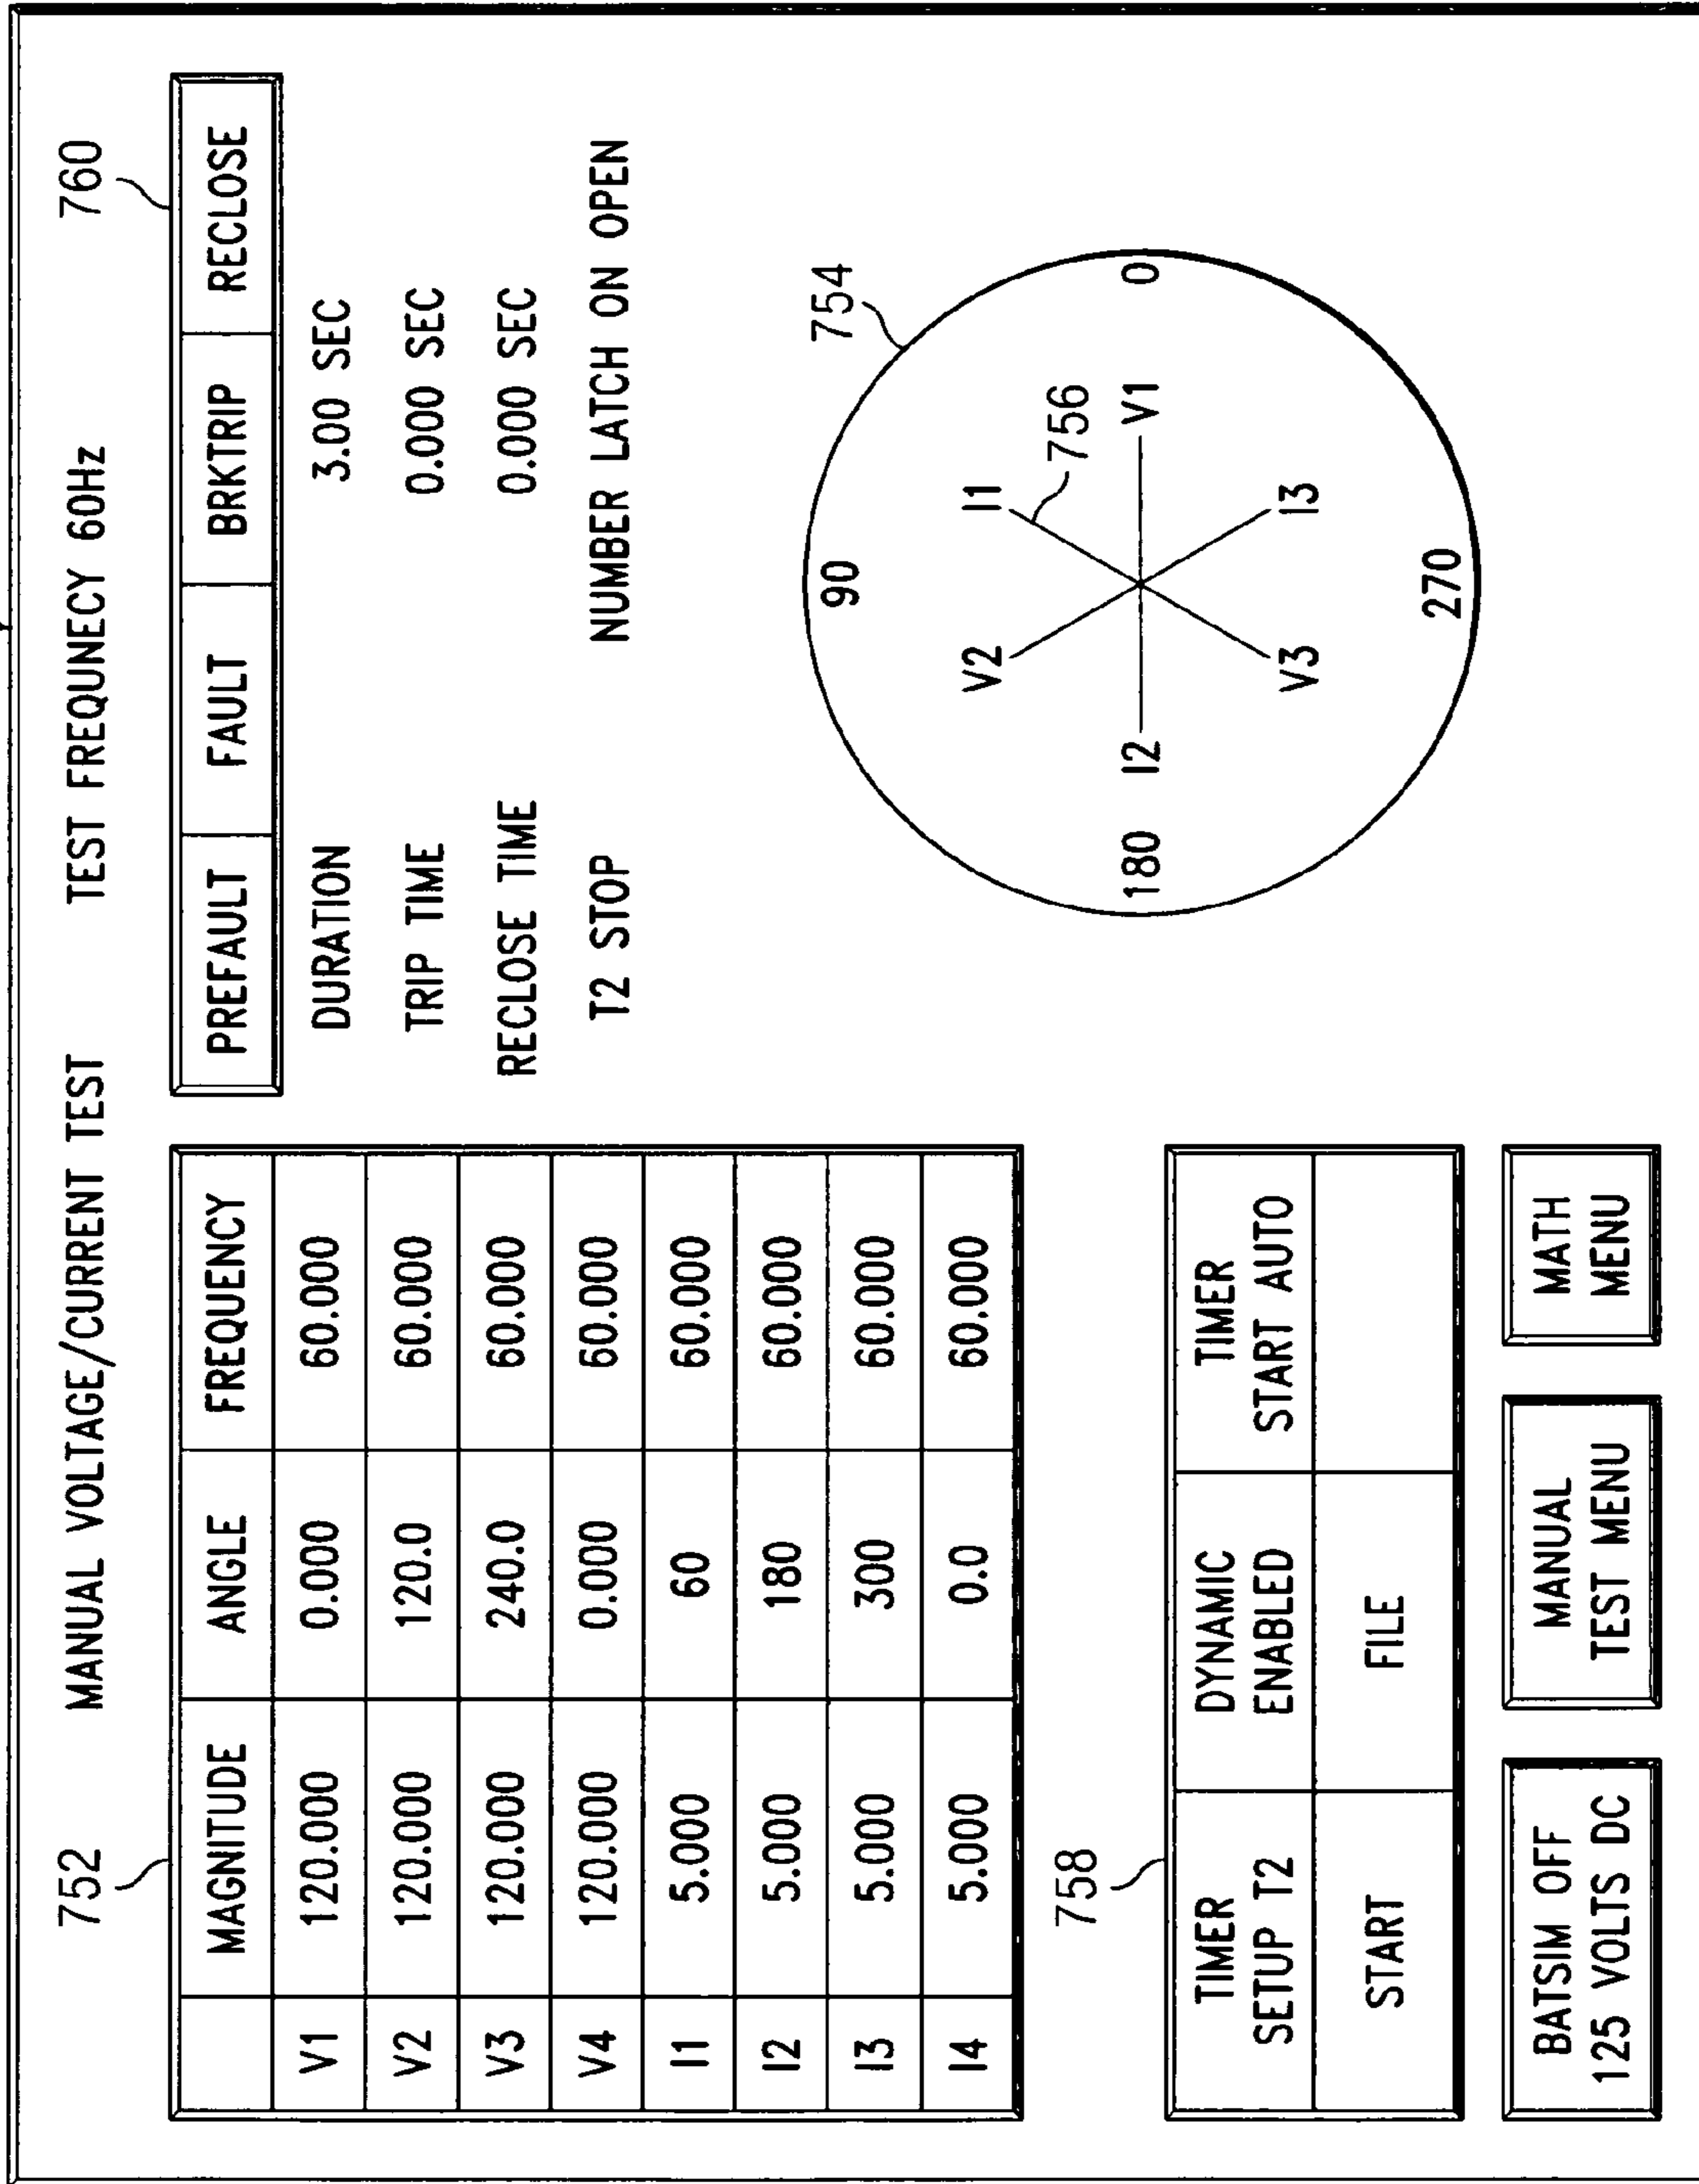 752
MANUAL VOLTAGE/CURRENT TEST
TEST FREQUNECY 60Hz
760
MAGNITUDE ANGLE FREQUENCY
V1 120.000 0.000 60.000
V2 120.000 120.0 60.000
V3 120.000 240.0 60.000
V4 120.000 0.000 60.000
I1 5.000 60 60.000
I2 5.000 180 60.000
I3 5.000 300 60.000
I4 5.000 0.0 60.000
PREFAULT FAULT BRKTRIP RECLOSE
DURATION 3.00 SEC
TRIP TIME 0.000 SEC
RECLOSE TIME 0.000 SEC
T2 STOP NUMBER LATCH ON OPEN
754
90
V2 I1
756
180 I2 V1 0
V3 I3
270
758
TIMER
SETUP T2
DYNAMIC
ENABLED
TIMER
START AUTO
START
FILE
BATSIM OFF
125 VOLTS DC
MANUAL
TEST MENU
MATH
MENU